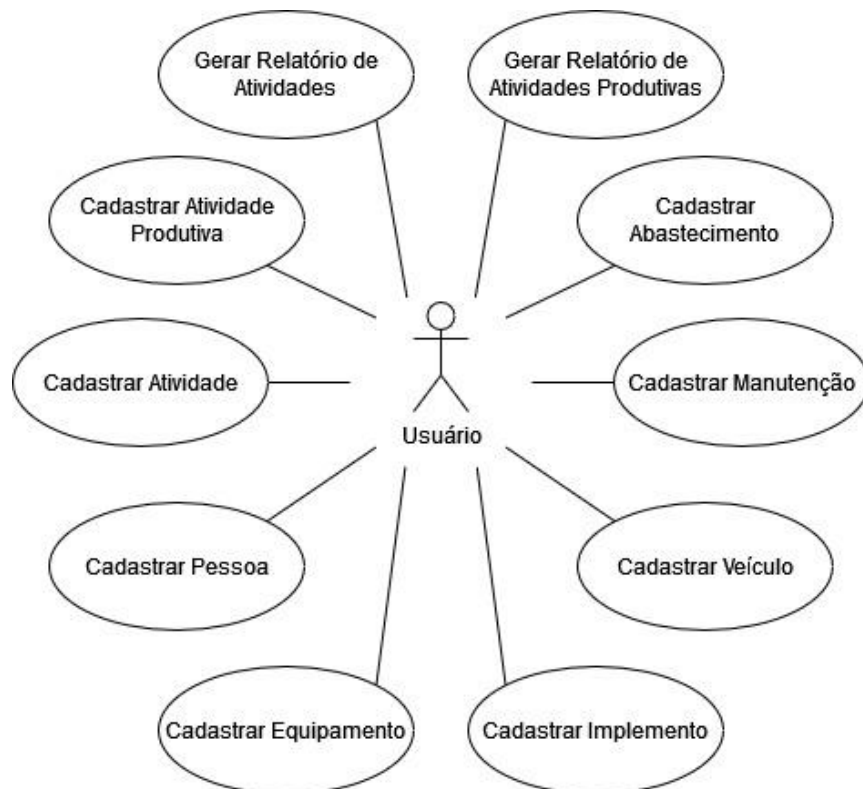 Gerar Relatório de
Atividades
Gerar Relatório de
Atividades Produtivas
Cadastrar Atividade
Produtiva
Cadastrar
Abastecimento
Cadastrar Atividade
Cadastrar Manutenção
Usuário
Cadastrar Pessoa
Cadastrar Veículo
Cadastrar Equipamento
Cadastrar Implemento